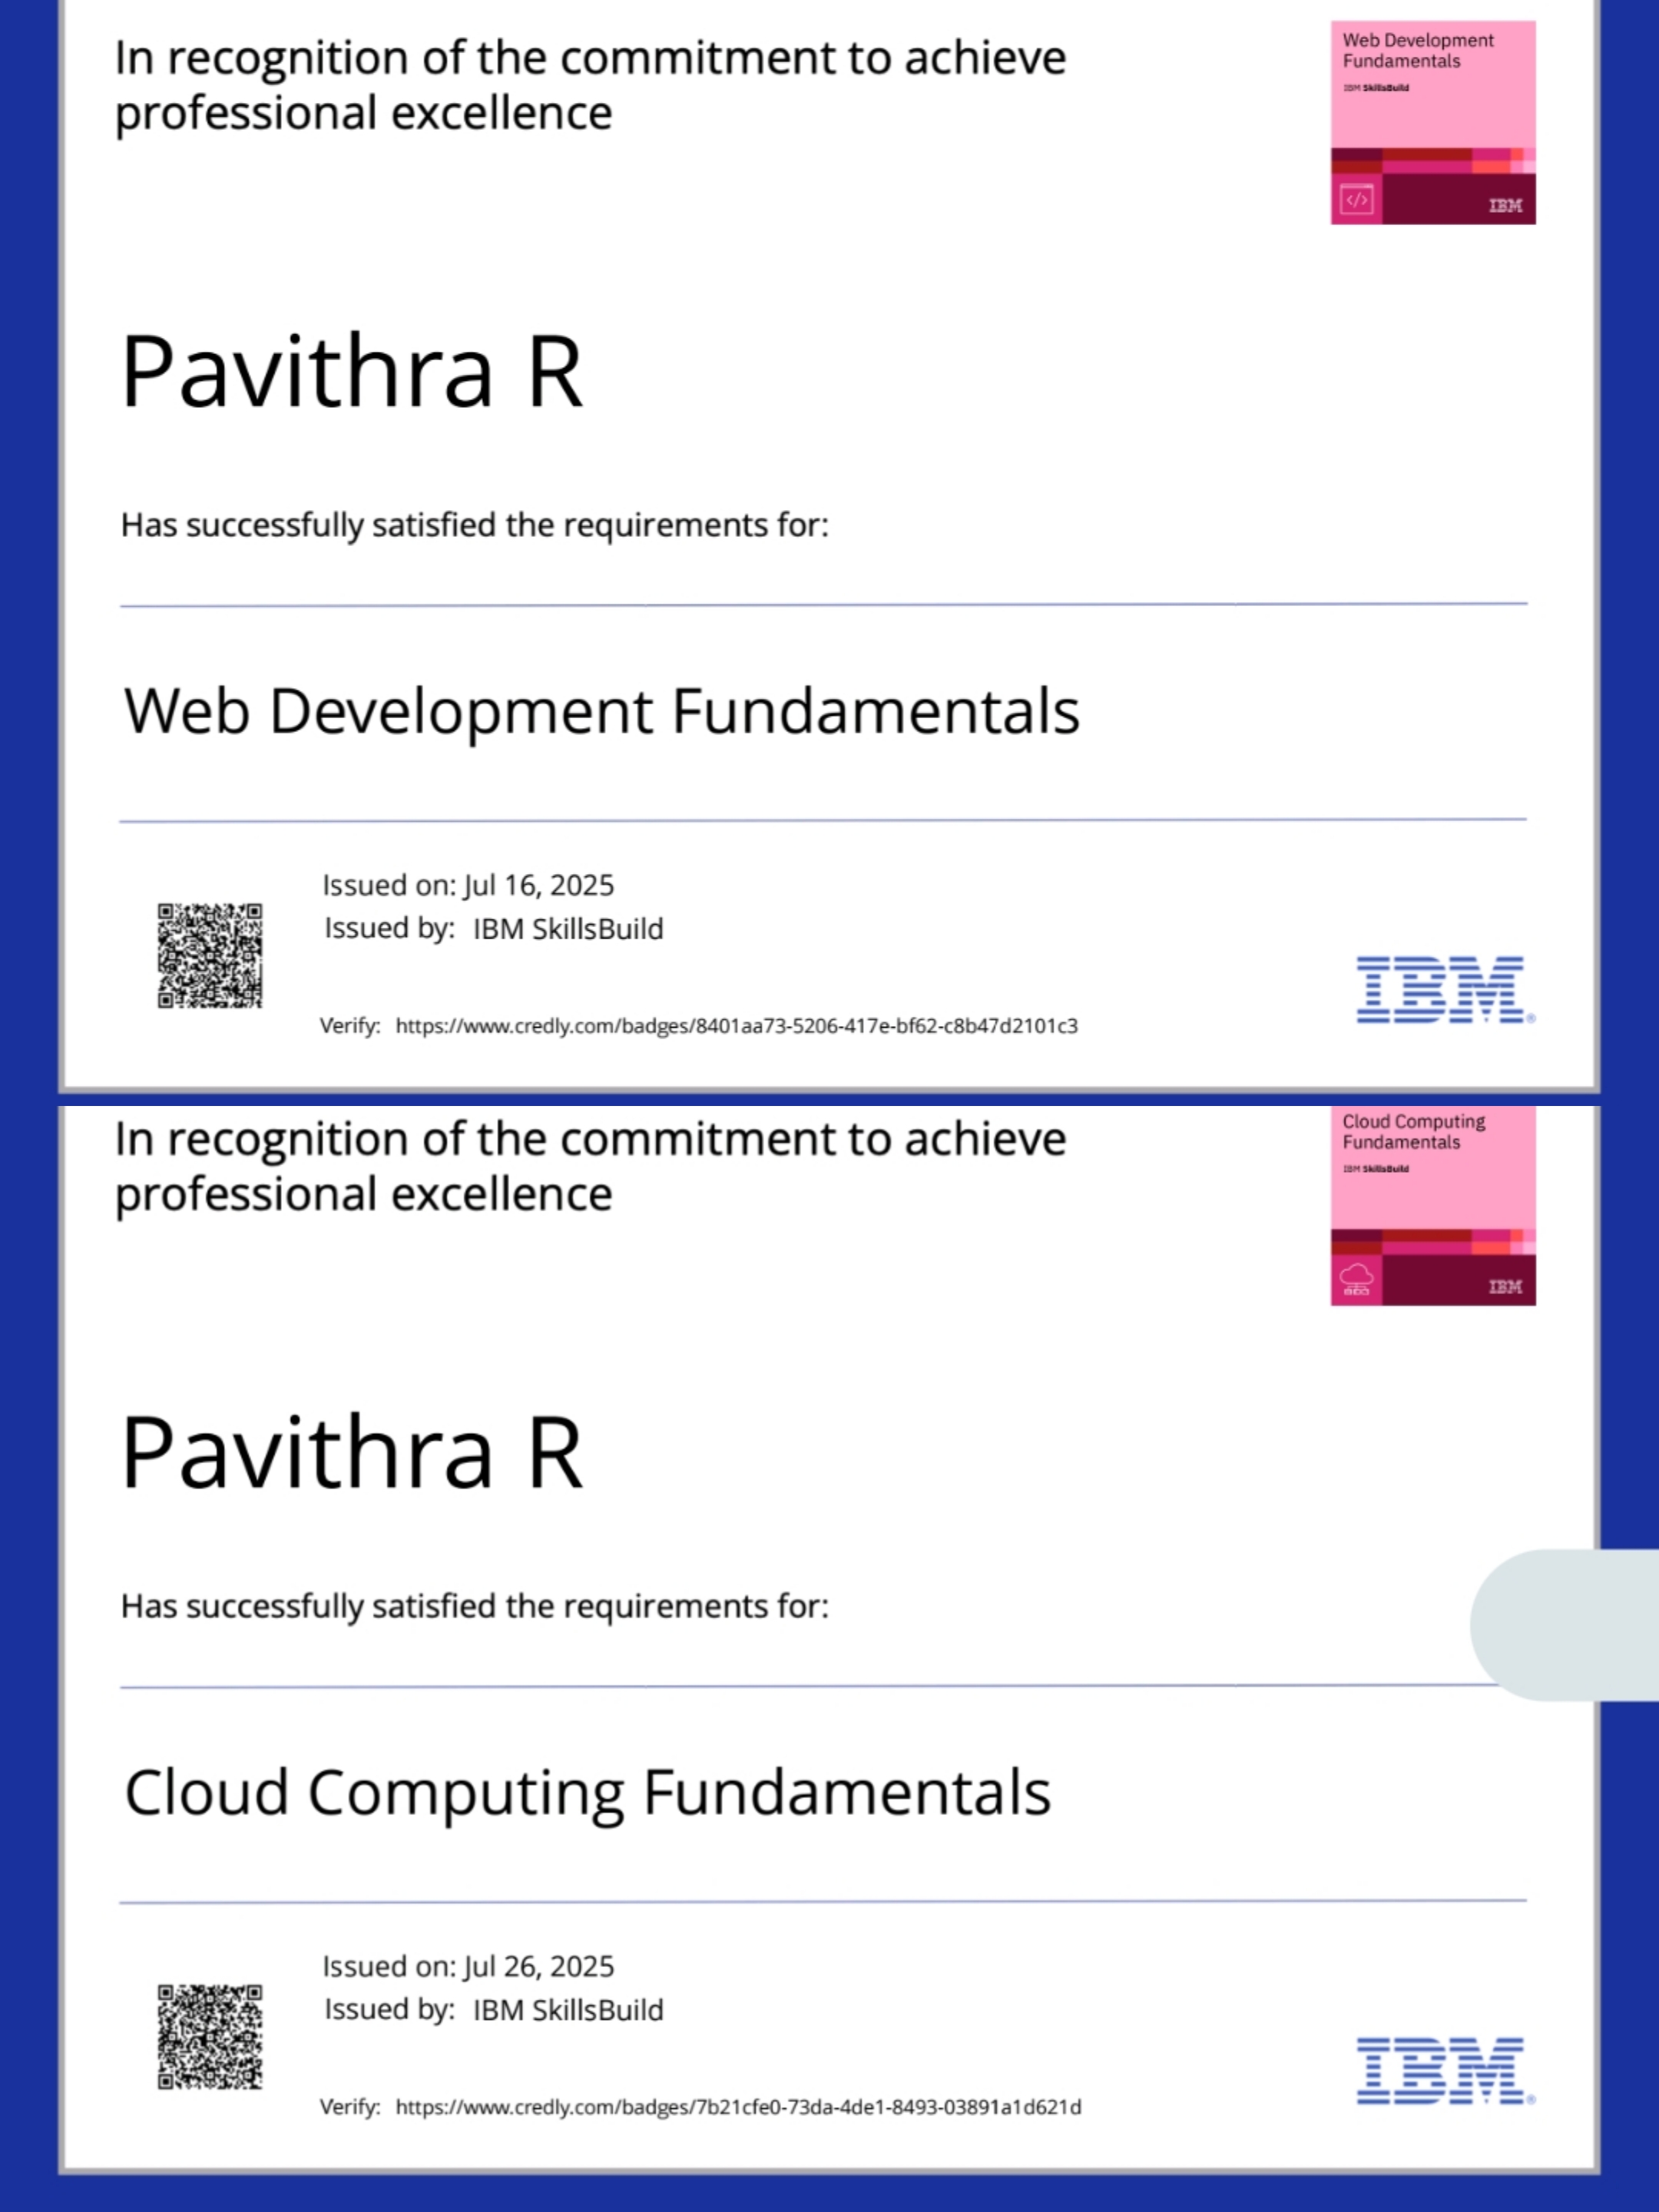 In recognition of the commitment to achieve
professional excellence
Web Development
Fundamentals
IBM SkillsBuild
IBM
Pavithra R
Has successfully satisfied the requirements for:
Web Development Fundamentals
Issued on: Jul 16, 2025
Issued by: IBM SkillsBuild
IBM®
Verify: https://www.credly.com/badges/8401aa73-5206-417e-bf62-c8b47d2101c3
In recognition of the commitment to achieve
professional excellence
Cloud Computing
Fundamentals
IBM SkillsBuild
IBM
Pavithra R
Has successfully satisfied the requirements for:
Cloud Computing Fundamentals
Issued on: Jul 26, 2025
Issued by: IBM SkillsBuild
IBM®
Verify: https://www.credly.com/badges/7b21cfe0-73da-4de1-8493-03891a1d621d